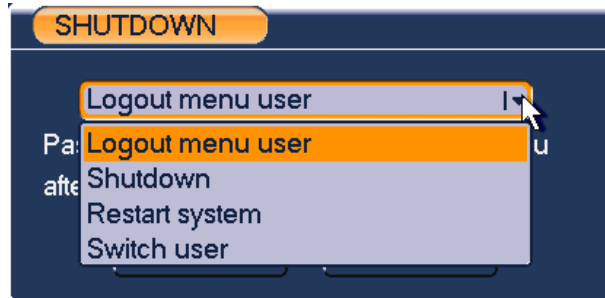 SHUTDOWN
Logout menu user
Logout menu user
Shutdown
Restart system
Switch user